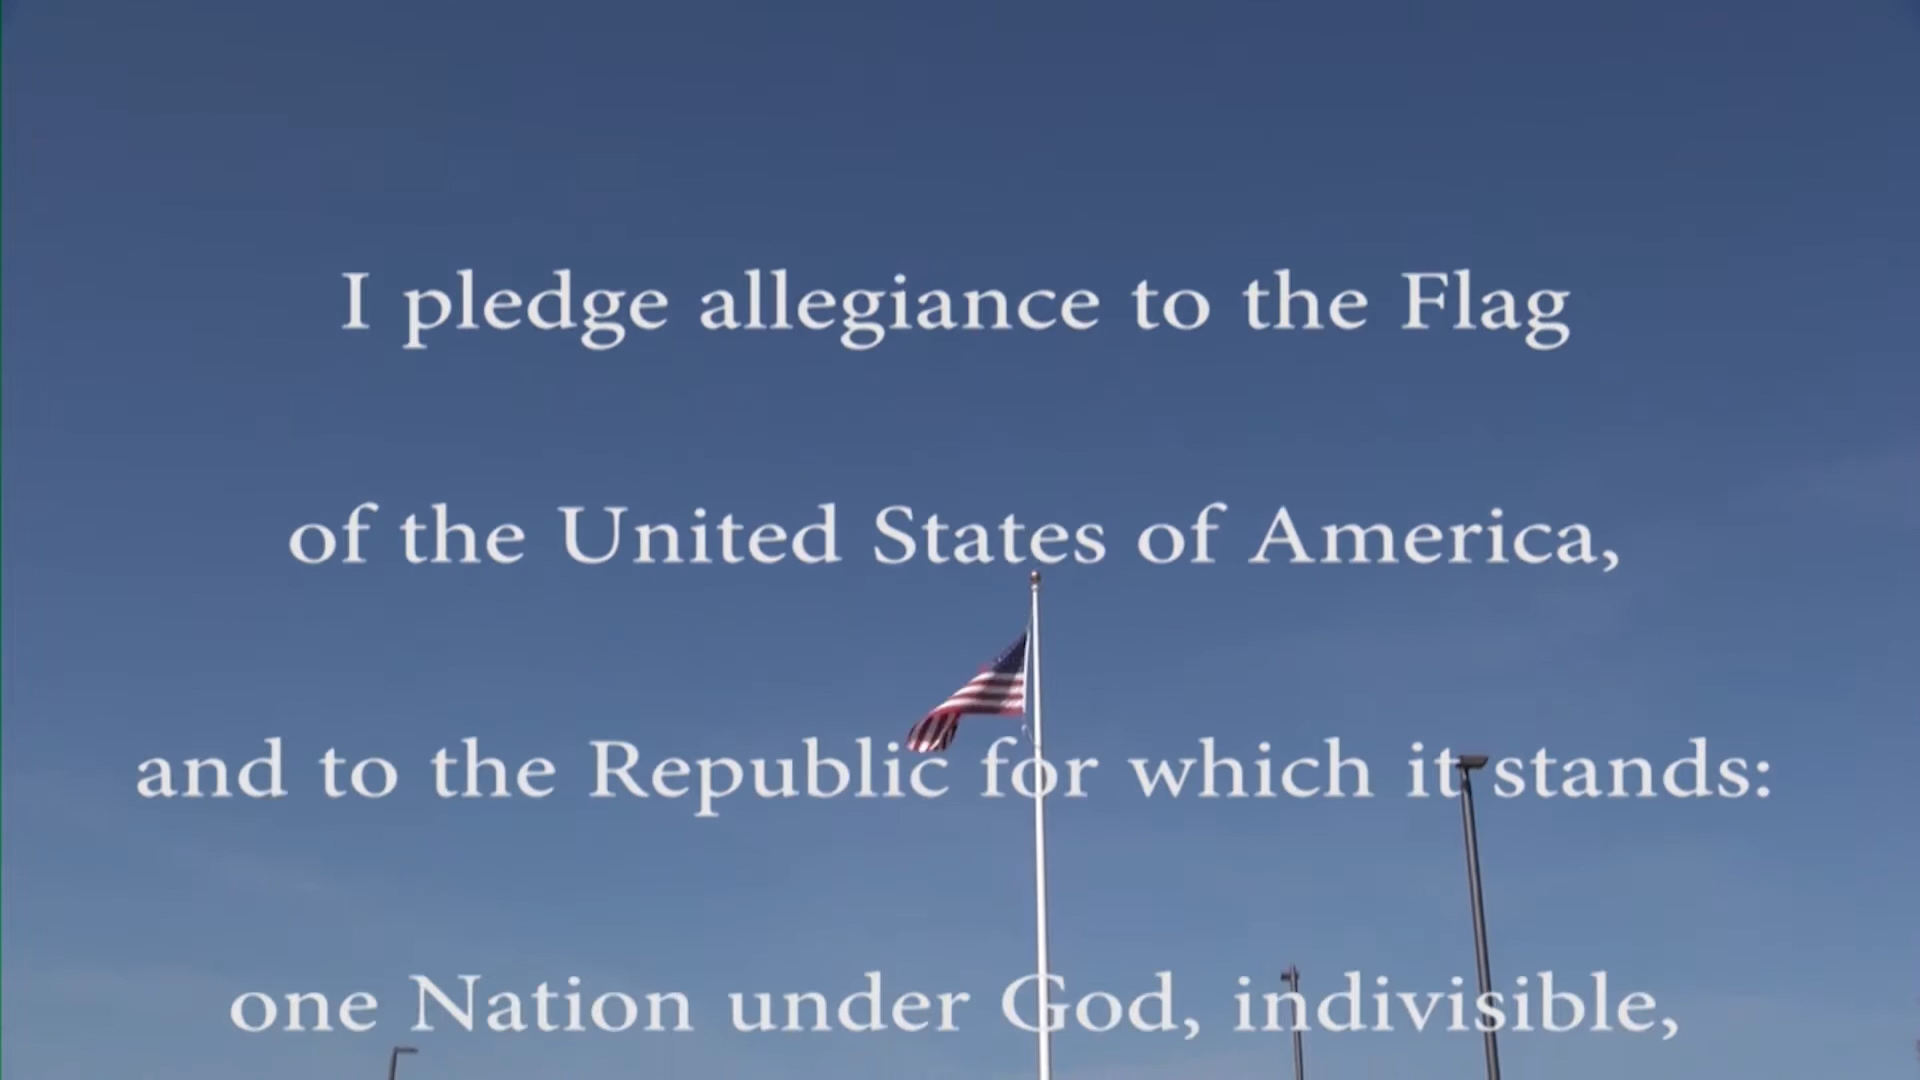 I pledge allegiance to the Flag
of the United States of America,
and to the Republic for which it stands:
one Nation under God, indivisible,